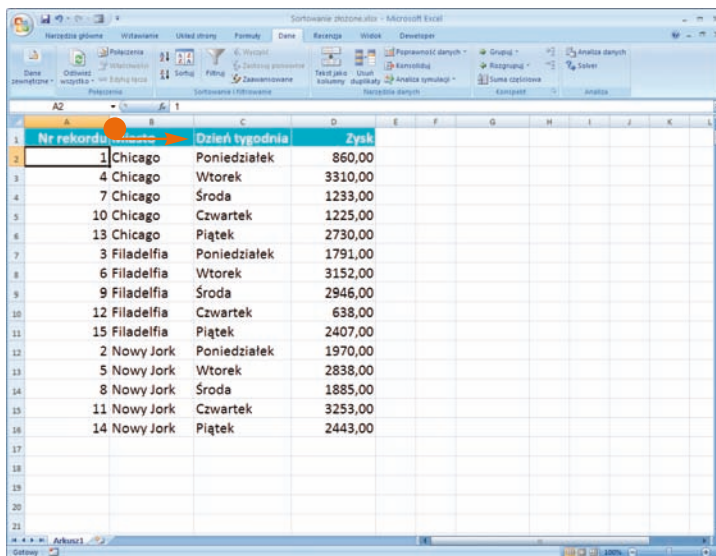 Sortowanie złożone.xlsx - Microsoft Excel
Narzędzia główne Wstawianie Układ strony Formuły Dane Recenzja Widok Deweloper
Dane zewnętrzne
Odśwież wszystko
Połączenia
Właściwości
Edytuj łącza
Połączenia
Sortuj
Filtruj
Wyczyść
Zastosuj ponownie
Zaawansowane
Sortowanie i filtrowanie
Tekst jako kolumny
Usuń duplikaty
Poprawność danych
Konsoliduj
Analiza symulacji
Narzędzia danych
Grupuj
Rozgrupuj
Suma częściowa
Konspekt
Analiza danych
Solver
Analiza
A2 fx 1
A B C D E F G H I J K L
1 Nr rekordu Miasto Dzień tygodnia Zysk
2 1 Chicago Poniedziałek 860,00
3 4 Chicago Wtorek 3310,00
4 7 Chicago Środa 1233,00
5 10 Chicago Czwartek 1225,00
6 13 Chicago Piątek 2730,00
7 3 Filadelfia Poniedziałek 1791,00
8 6 Filadelfia Wtorek 3152,00
9 9 Filadelfia Środa 2946,00
10 12 Filadelfia Czwartek 638,00
11 15 Filadelfia Piątek 2407,00
12 2 Nowy Jork Poniedziałek 1970,00
13 5 Nowy Jork Wtorek 2838,00
14 8 Nowy Jork Środa 1885,00
15 11 Nowy Jork Czwartek 3253,00
16 14 Nowy Jork Piątek 2443,00
17
18
19
20
21
Arkusz1
Gotowy 100%